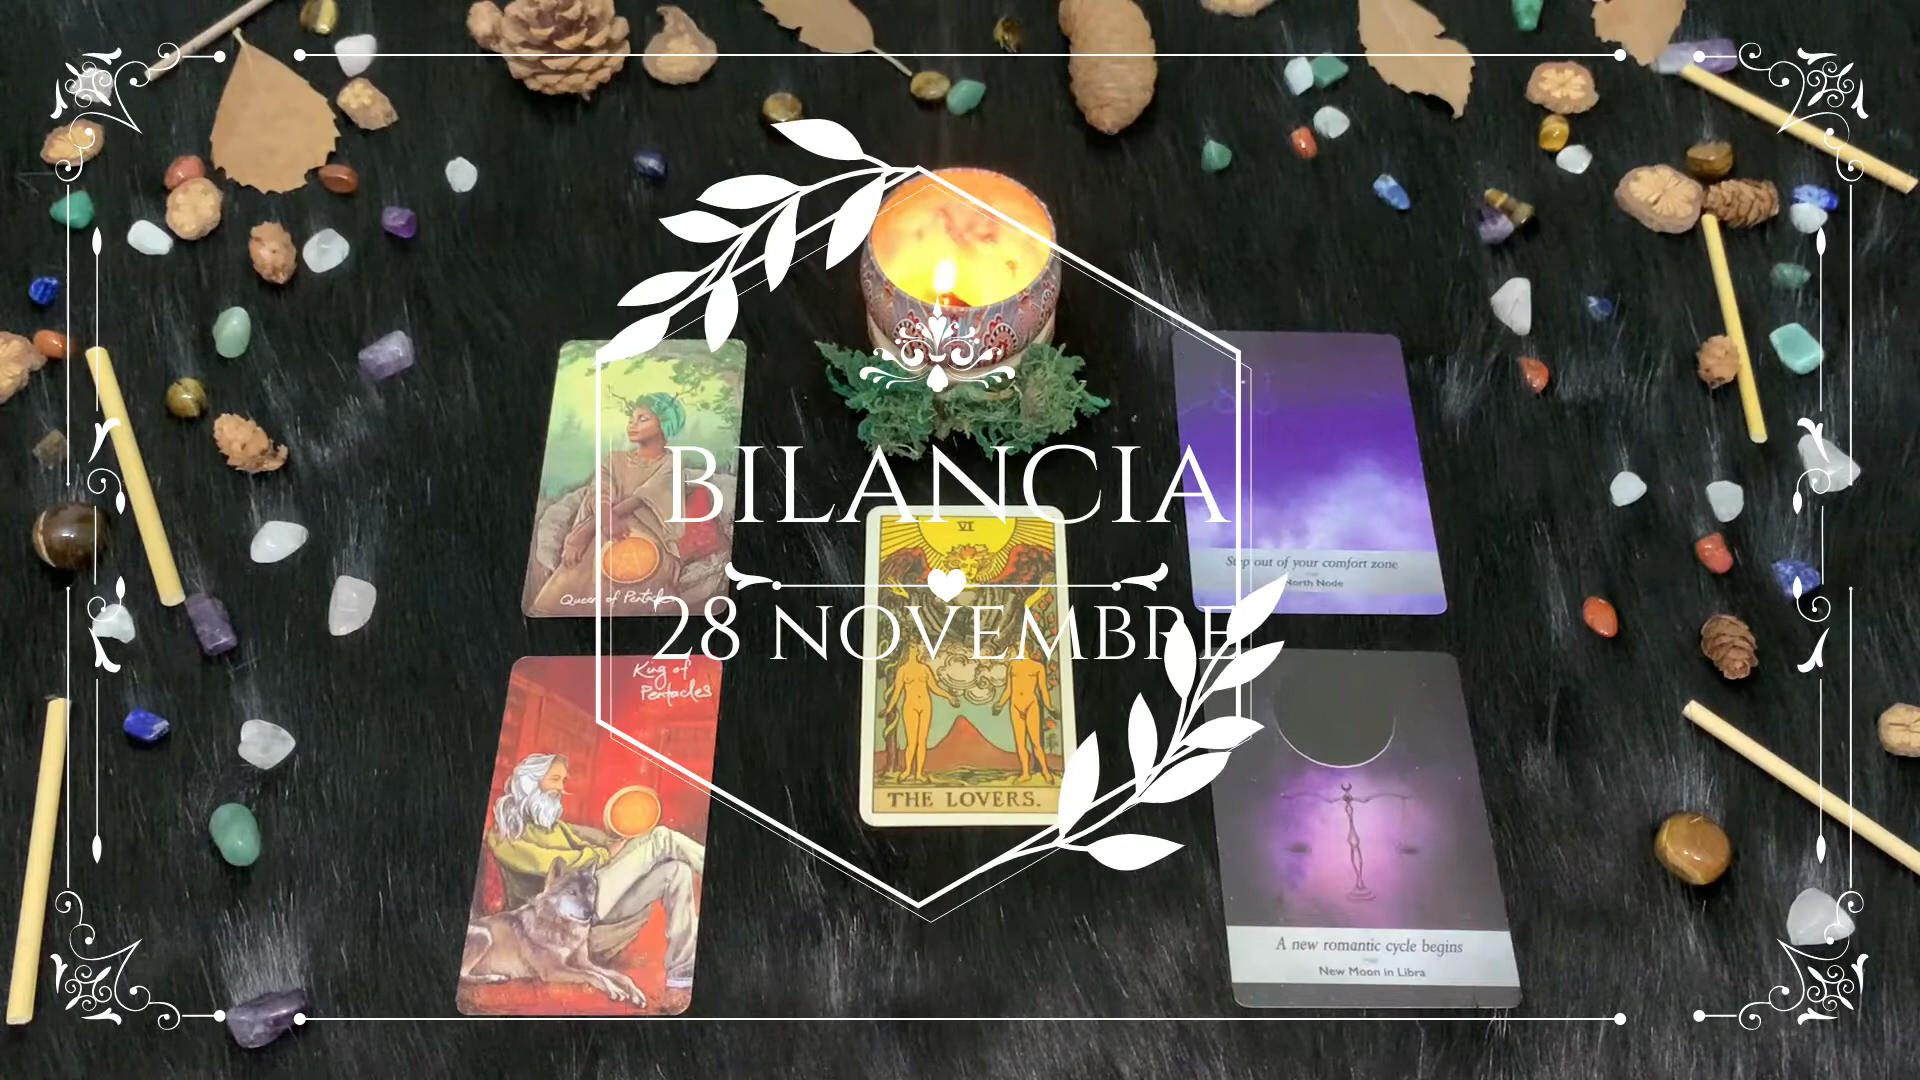 BILANCIA
28 NOVEMBRE
Queen of Pentacles
King of
Pentacles
VI
THE LOVERS.
Step out of your comfort zone
North Node
A new romantic cycle begins
New Moon in Libra